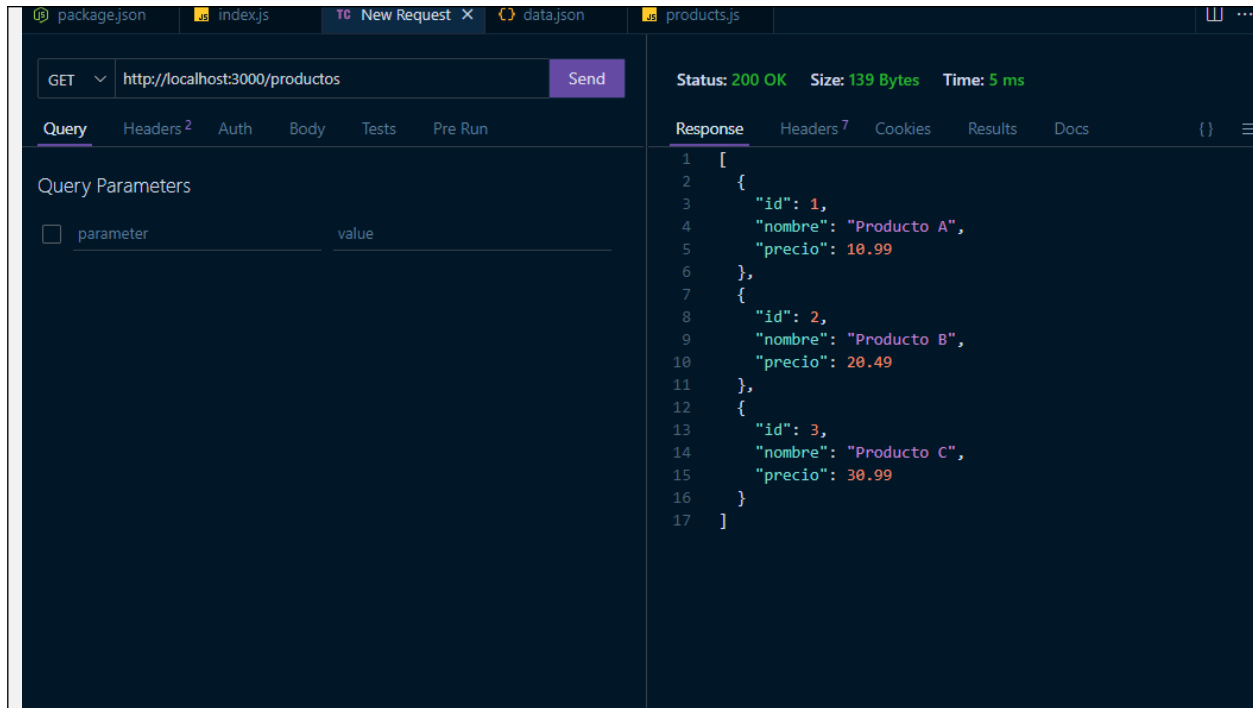 package.json index.js TC New Request data.json products.js
GET http://localhost:3000/productos Send
Query Headers 2 Auth Body Tests Pre Run
Query Parameters
parameter value
Status: 200 OK Size: 139 Bytes Time: 5 ms
Response Headers 7 Cookies Results Docs {}
1 [
2 {
3 "id": 1,
4 "nombre": "Producto A",
5 "precio": 10.99
6 },
7 {
8 "id": 2,
9 "nombre": "Producto B",
10 "precio": 20.49
11 },
12 {
13 "id": 3,
14 "nombre": "Producto C",
15 "precio": 30.99
16 }
17 ]